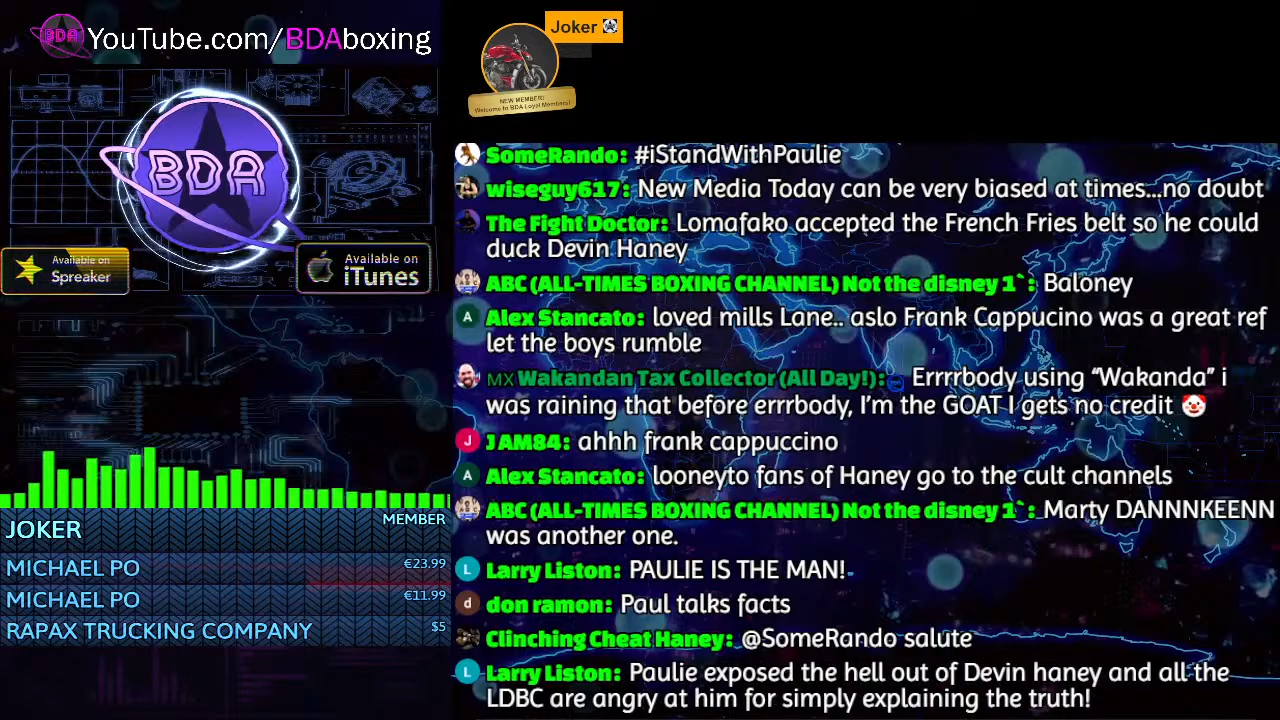 BDA
YouTube.com/BDAboxing
Joker
NEW MEMBER!
Welcome to BDA Loyal Members!
BDA
Available on
Spreaker
Available on
iTunes
JOKER MEMBER
MICHAEL PO €23.99
MICHAEL PO €11.99
RAPAX TRUCKING COMPANY $5
SomeRando: #iStandWithPaulie
wiseguy617: New Media Today can be very biased at times...no doubt
The Fight Doctor: Lomafako accepted the French Fries belt so he could
duck Devin Haney
ABC (ALL-TIMES BOXING CHANNEL) Not the disney 1`: Baloney
A Alex Stancato: loved mills Lane.. aslo Frank Cappucino was a great ref
let the boys rumble
MX Wakandan Tax Collector (All Day!): Errrrbody using “Wakanda” i
was raining that before errrbody, I’m the GOAT I gets no credit 🤡
J J AM84: ahhh frank cappuccino
A Alex Stancato: looneyto fans of Haney go to the cult channels
ABC (ALL-TIMES BOXING CHANNEL) Not the disney 1`: Marty DANNNKEENN
was another one.
L Larry Liston: PAULIE IS THE MAN!
d don ramon: Paul talks facts
Clinching Cheat Haney: @SomeRando salute
L Larry Liston: Paulie exposed the hell out of Devin haney and all the
LDBC are angry at him for simply explaining the truth!